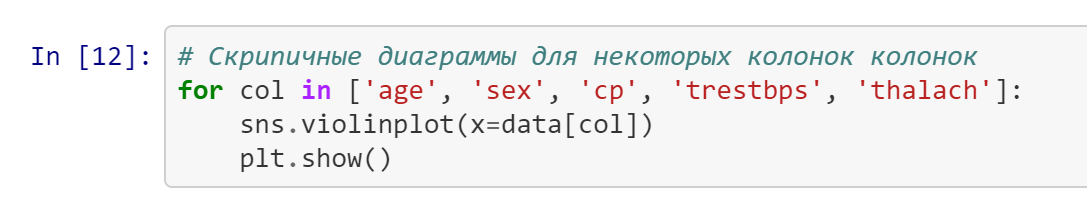 In [12]: # Скрипичные диаграммы для некоторых колонок колонок
for col in ['age', 'sex', 'cp', 'trestbps', 'thalach']:
    sns.violinplot(x=data[col])
    plt.show()